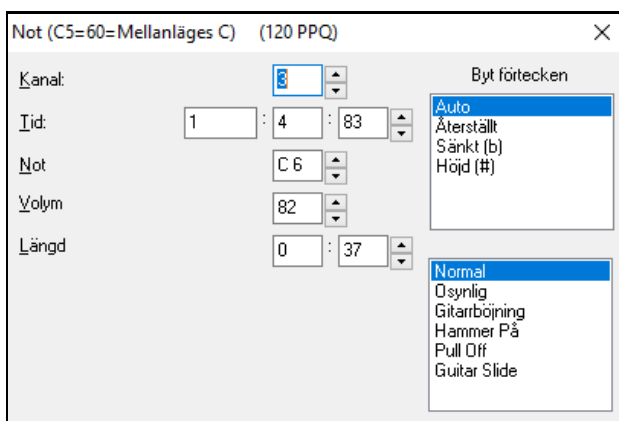 Not (C5=60=Mellanläges C) (120 PPQ)
Kanal: 3
Byt förtecken
Tid: 1 : 4 : 83
Not C 6
Volym 82
Längd 0 : 37
Auto
Återställt
Sänkt (b)
Höjd (#)
Normal
Osynlig
Gitarrböjning
Hammer På
Pull Off
Guitar Slide